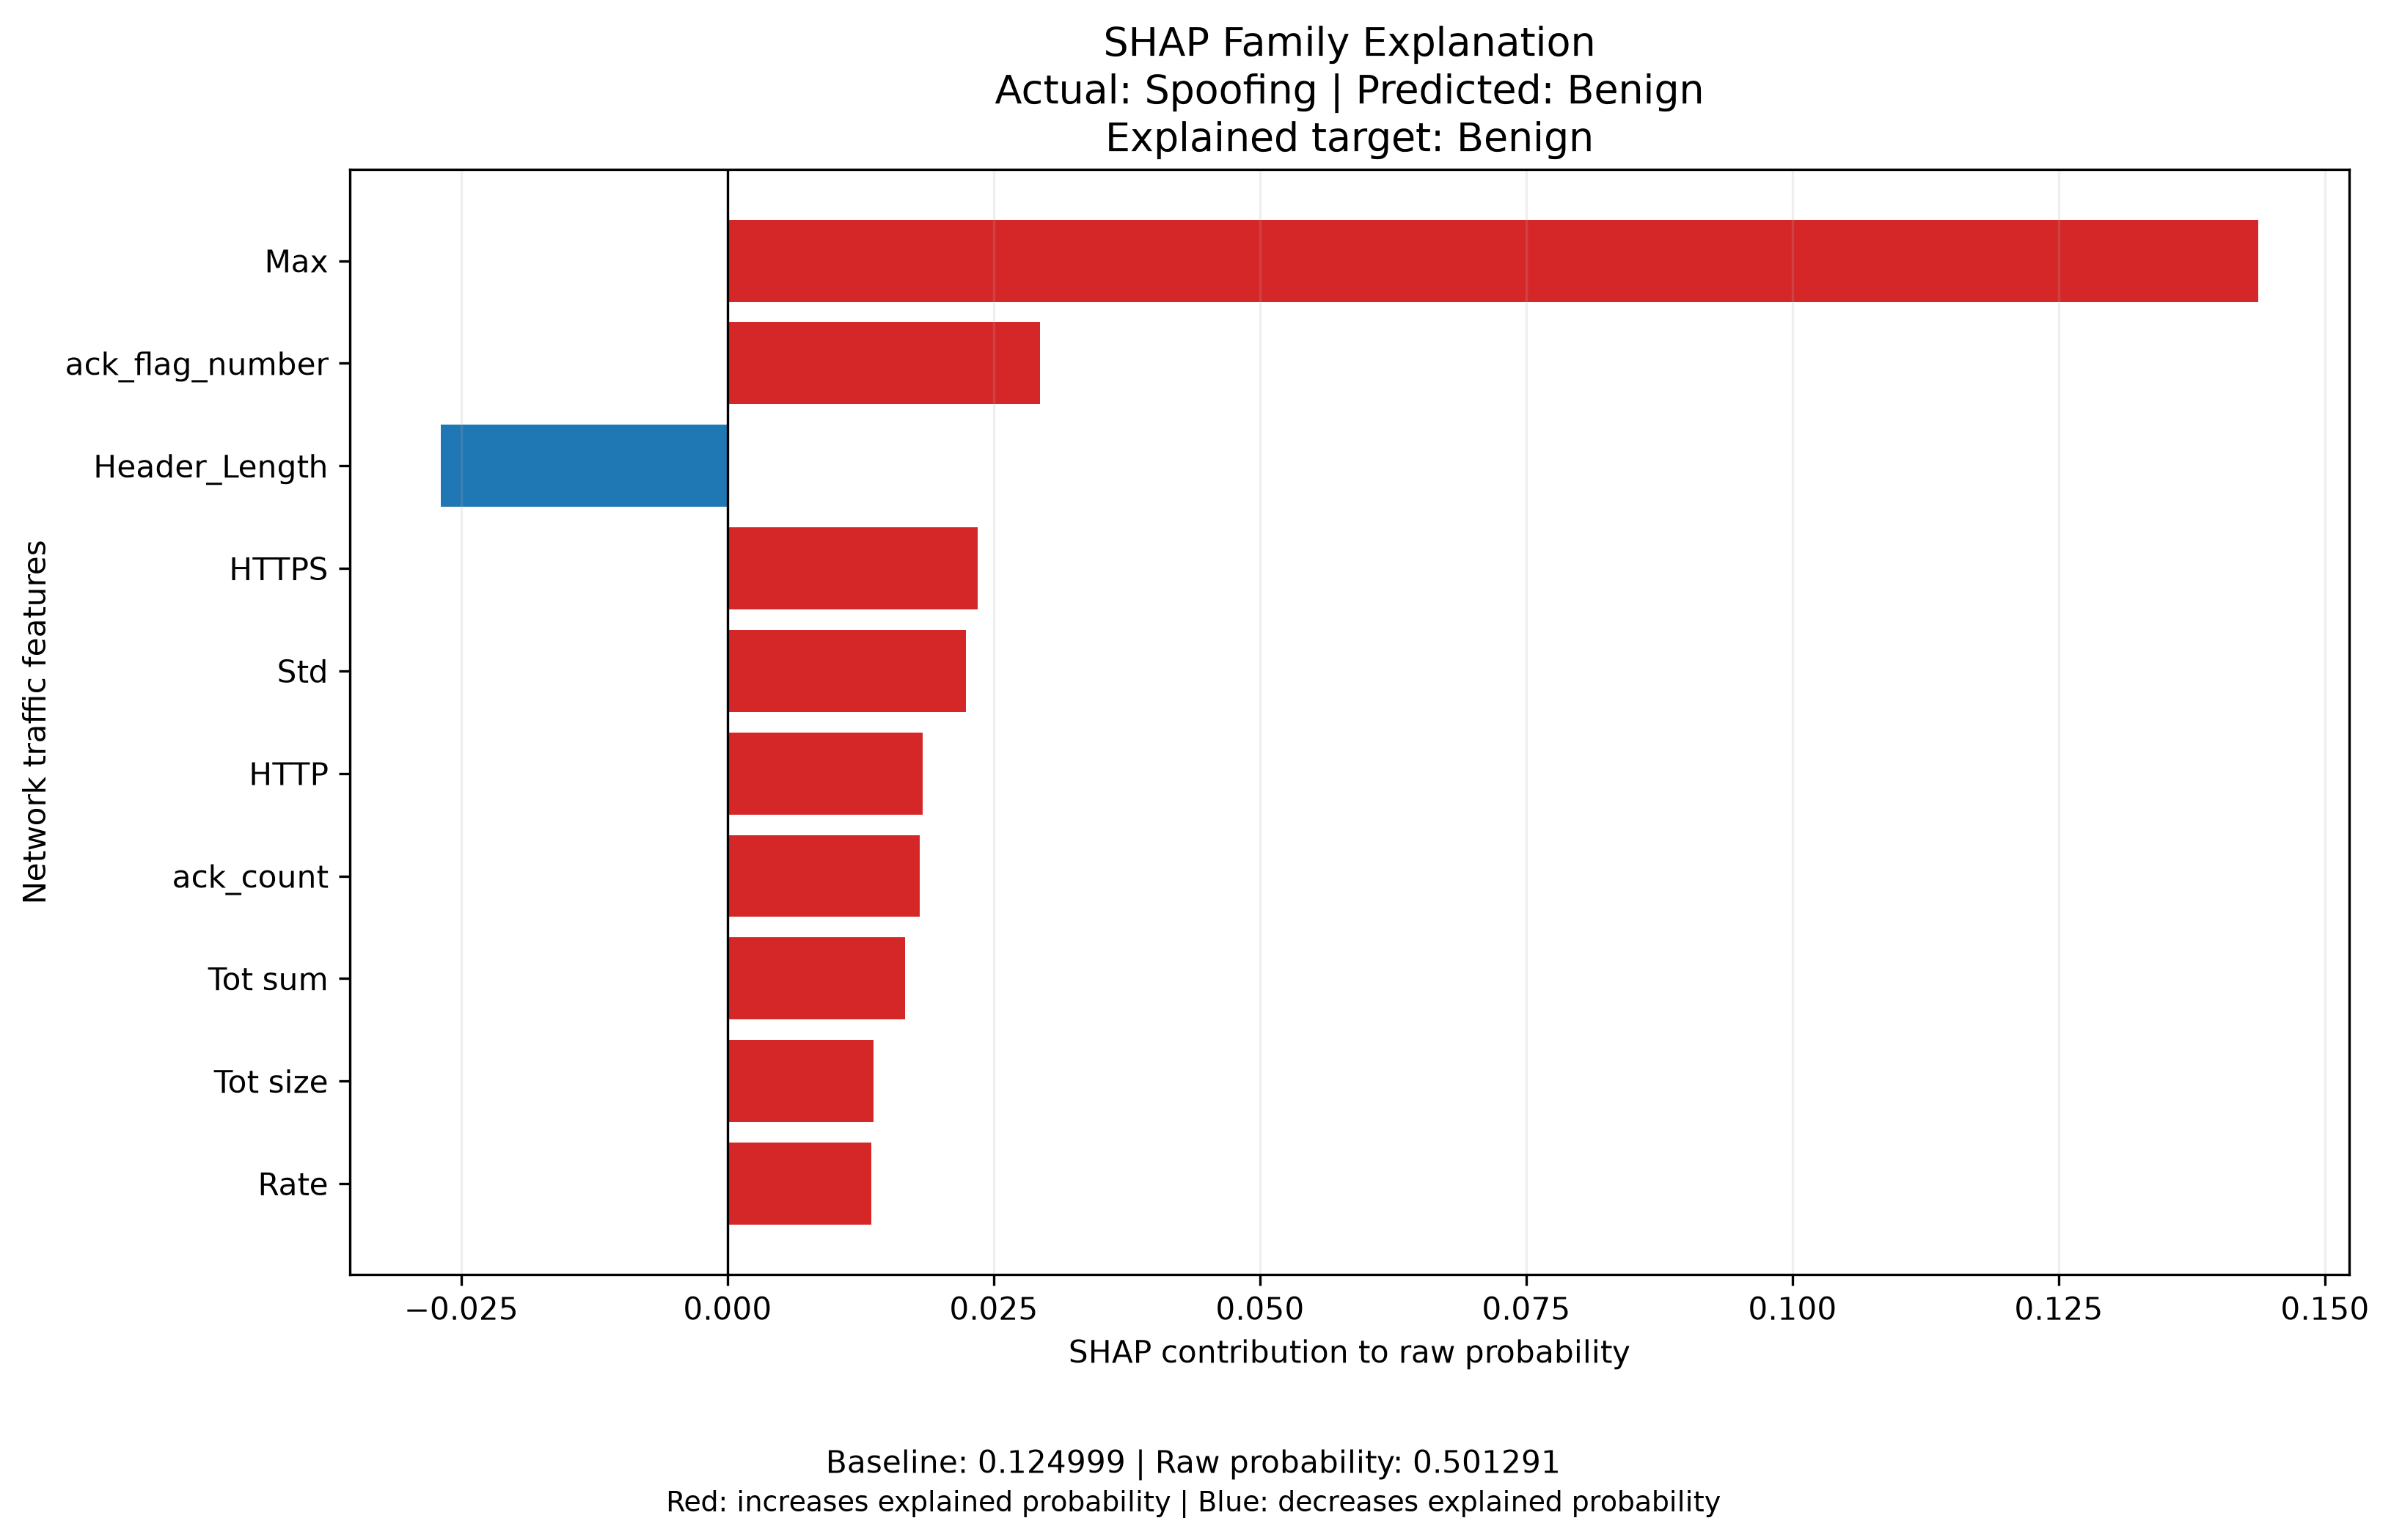 SHAP Family Explanation
Actual: Spoofing | Predicted: Benign
Explained target: Benign
Network traffic features
Max
ack_flag_number
Header_Length
HTTPS
Std
HTTP
ack_count
Tot sum
Tot size
Rate
−0.025 0.000 0.025 0.050 0.075 0.100 0.125 0.150
SHAP contribution to raw probability
Baseline: 0.124999 | Raw probability: 0.501291
Red: increases explained probability | Blue: decreases explained probability